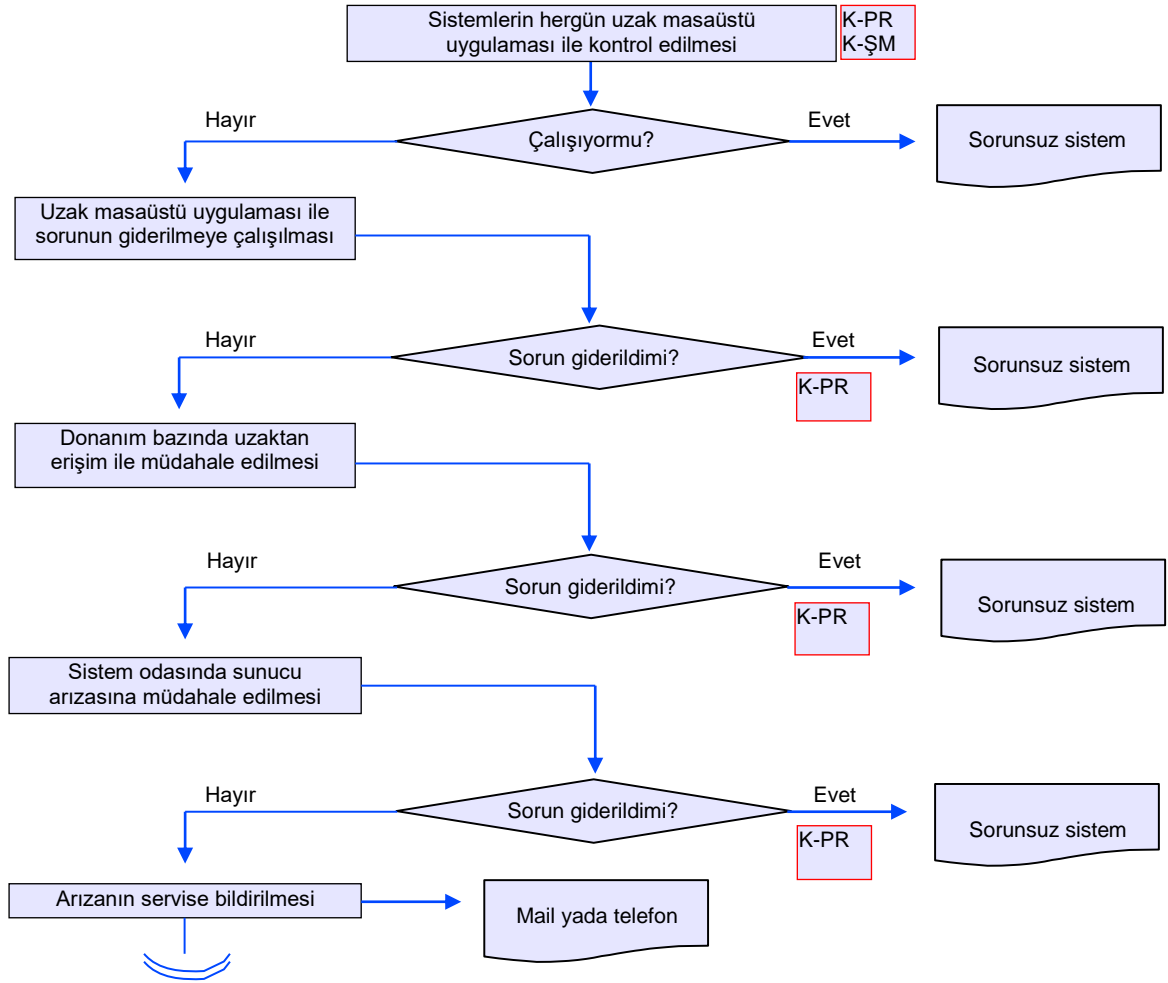 Sistemlerin hergün uzak masaüstü
uygulaması ile kontrol edilmesi
K-PR
K-ŞM
Hayır
Çalışıyormu?
Evet
Sorunsuz sistem
Uzak masaüstü uygulaması ile
sorunun giderilmeye çalışılması
Hayır
Sorun giderildimi?
Evet
Sorunsuz sistem
K-PR
Donanım bazında uzaktan
erişim ile müdahale edilmesi
Hayır
Sorun giderildimi?
Evet
Sorunsuz sistem
K-PR
Sistem odasında sunucu
arızasına müdahale edilmesi
Hayır
Sorun giderildimi?
Evet
Sorunsuz sistem
K-PR
Arızanın servise bildirilmesi
Mail yada telefon